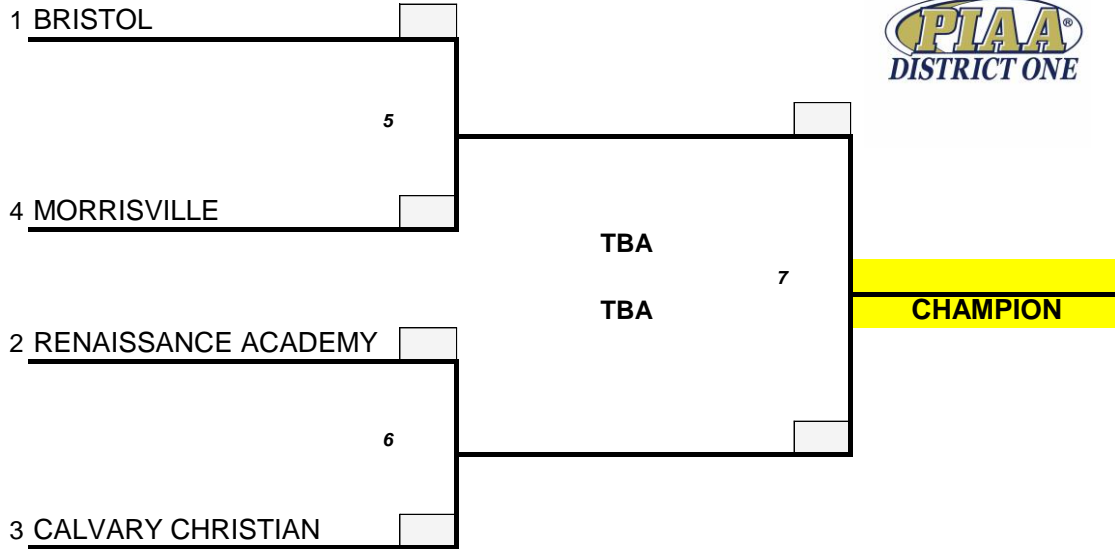 1 BRISTOL
PIAA®
DISTRICT ONE
5
4 MORRISVILLE
TBA
7
TBA
CHAMPION
2 RENAISSANCE ACADEMY
6
3 CALVARY CHRISTIAN